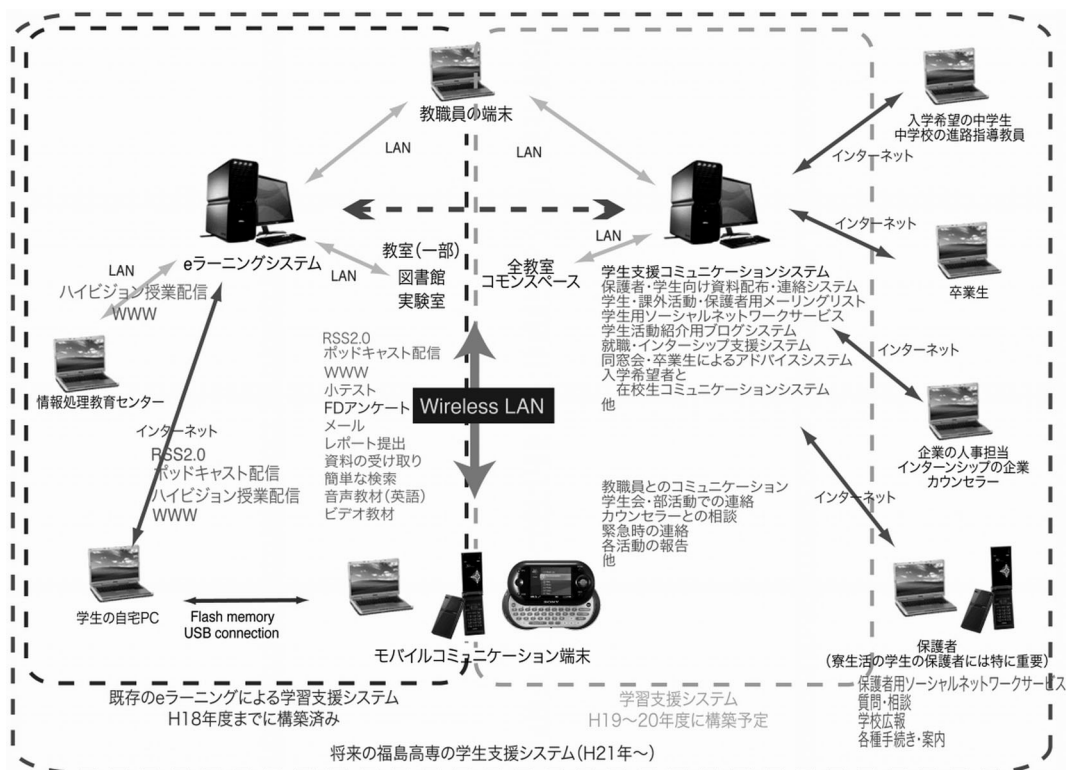 教職員の端末
LAN
LAN
入学希望の中学生
中学校の進路指導教員
インターネット
eラーニングシステム
LAN
ハイビジョン授業配信
WWW
LAN
教室(一部)
図書館
実験室
LAN
全教室
コモンスペース
学生支援コミュニケーションシステム
保護者・学生向け資料配布・連絡システム
学生・課外活動・保護者用メーリングリスト
学生用ソーシャルネットワークサービス
学生活動紹介用ブログシステム
就職・インターシップ支援システム
同窓会・卒業生によるアドバイスシステム
入学希望者と
在校生コミュニケーションシステム
他
インターネット
卒業生
インターネット
情報処理教育センター
インターネット
RSS2.0
ポッドキャスト配信
ハイビジョン授業配信
WWW
RSS2.0
ポッドキャスト配信
WWW
小テスト
FDアンケート
メール
レポート提出
資料の受け取り
簡単な検索
音声教材(英語)
ビデオ教材
Wireless LAN
企業の人事担当
インターンシップの企業
カウンセラー
教職員とのコミュニケーション
学生会・部活動での連絡
カウンセラーとの相談
緊急時の連絡
各活動の報告
他
インターネット
学生の自宅PC
Flash memory
USB connection
モバイルコミュニケーション端末
保護者
(寮生活の学生の保護者には特に重要)
保護者用ソーシャルネットワークサービス
質問・相談
学校広報
各種手続き・案内
既存のeラーニングによる学習支援システム
H18年度までに構築済み
学習支援システム
H19〜20年度に構築予定
将来の福島高専の学生支援システム(H21年〜)